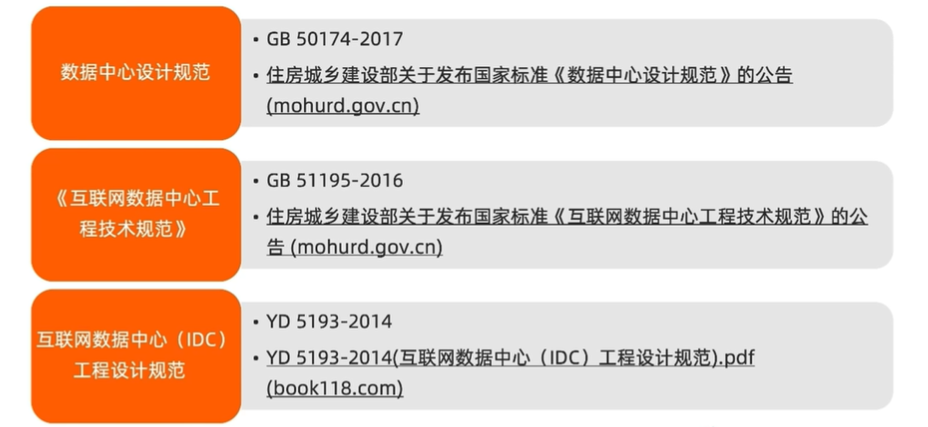 数据中心设计规范
• GB 50174-2017
• 住房城乡建设部关于发布国家标准《数据中心设计规范》的公告
(mohurd.gov.cn)
《互联网数据中心工
程技术规范》
• GB 51195-2016
• 住房城乡建设部关于发布国家标准《互联网数据中心工程技术规范》的公
告 (mohurd.gov.cn)
互联网数据中心（IDC）
工程设计规范
• YD 5193-2014
• YD 5193-2014(互联网数据中心（IDC）工程设计规范).pdf
(book118.com)